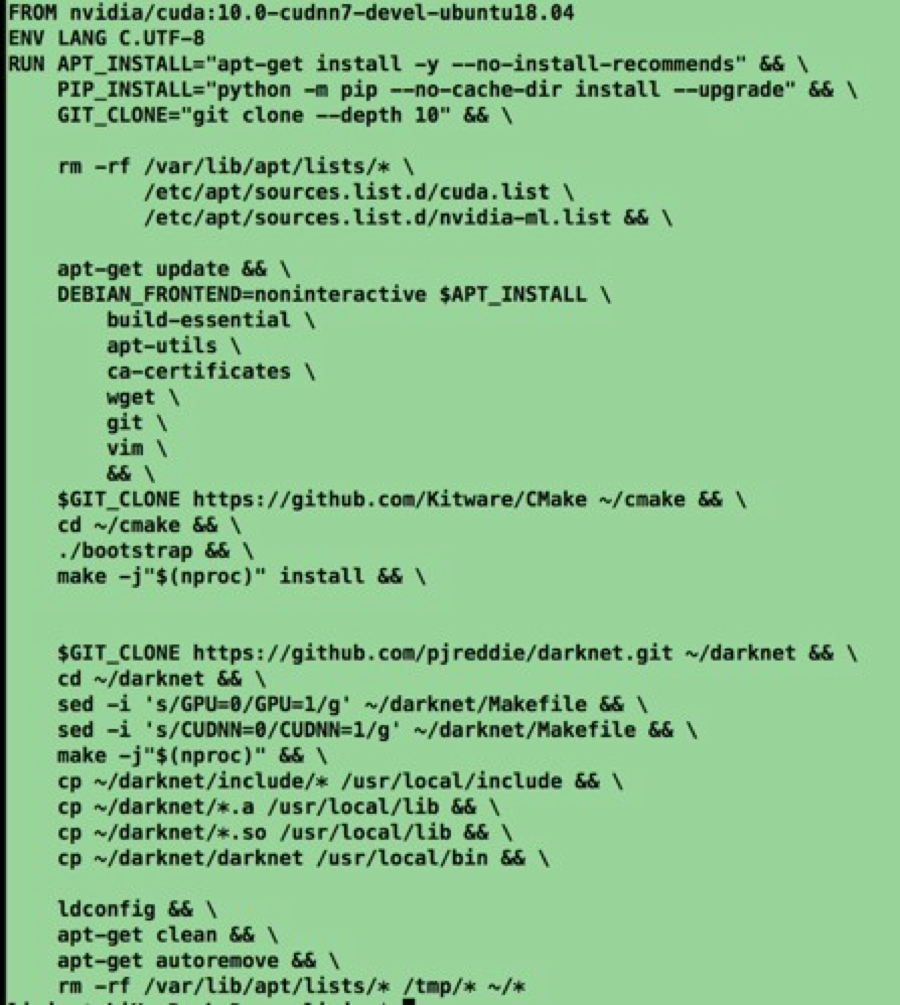 FROM nvidia/cuda:10.0-cudnn7-devel-ubuntu18.04
ENV LANG C.UTF-8
RUN APT_INSTALL="apt-get install -y --no-install-recommends" && \
    PIP_INSTALL="python -m pip --no-cache-dir install --upgrade" && \
    GIT_CLONE="git clone --depth 10" && \

    rm -rf /var/lib/apt/lists/* \
           /etc/apt/sources.list.d/cuda.list \
           /etc/apt/sources.list.d/nvidia-ml.list && \

    apt-get update && \
    DEBIAN_FRONTEND=noninteractive $APT_INSTALL \
        build-essential \
        apt-utils \
        ca-certificates \
        wget \
        git \
        vim \
        && \
    $GIT_CLONE https://github.com/Kitware/CMake ~/cmake && \
    cd ~/cmake && \
    ./bootstrap && \
    make -j"$(nproc)" install && \


    $GIT_CLONE https://github.com/pjreddie/darknet.git ~/darknet && \
    cd ~/darknet && \
    sed -i 's/GPU=0/GPU=1/g' ~/darknet/Makefile && \
    sed -i 's/CUDNN=0/CUDNN=1/g' ~/darknet/Makefile && \
    make -j"$(nproc)" && \
    cp ~/darknet/include/* /usr/local/include && \
    cp ~/darknet/*.a /usr/local/lib && \
    cp ~/darknet/*.so /usr/local/lib && \
    cp ~/darknet/darknet /usr/local/bin && \

    ldconfig && \
    apt-get clean && \
    apt-get autoremove && \
    rm -rf /var/lib/apt/lists/* /tmp/* ~/*